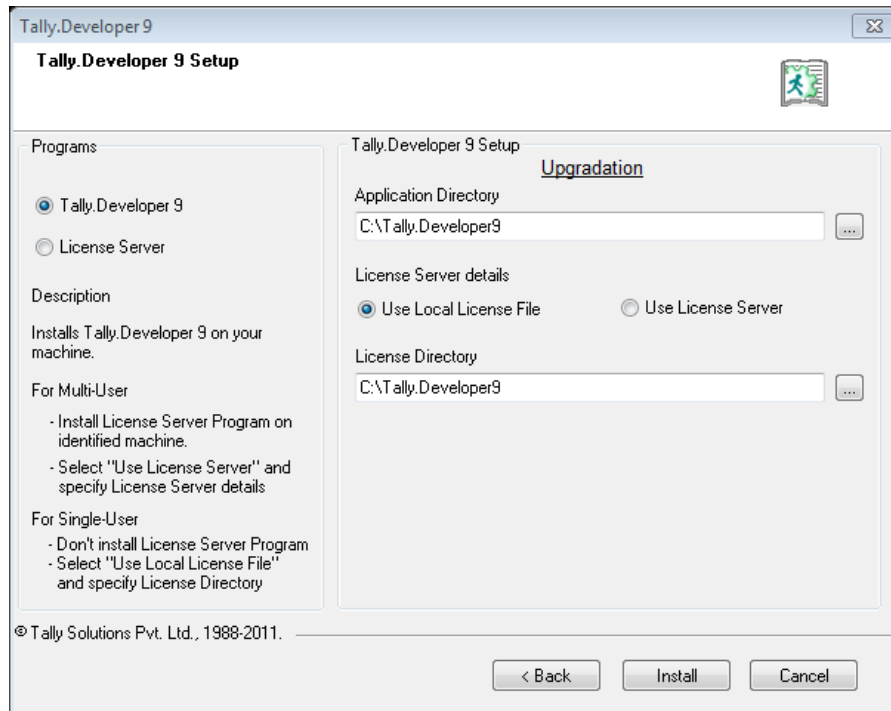 Tally.Developer 9
Tally.Developer 9 Setup
Programs
Tally.Developer 9
License Server
Description
Installs Tally.Developer 9 on your
machine.
For Multi-User
- Install License Server Program on
identified machine.
- Select "Use License Server" and
specify License Server details
For Single-User
- Don't install License Server Program
- Select "Use Local License File"
and specify License Directory
Tally.Developer 9 Setup
Upgradation
Application Directory
C:\Tally.Developer9
...
License Server details
Use Local License File
Use License Server
License Directory
C:\Tally.Developer9
...
© Tally Solutions Pvt. Ltd., 1988-2011.
< Back
Install
Cancel